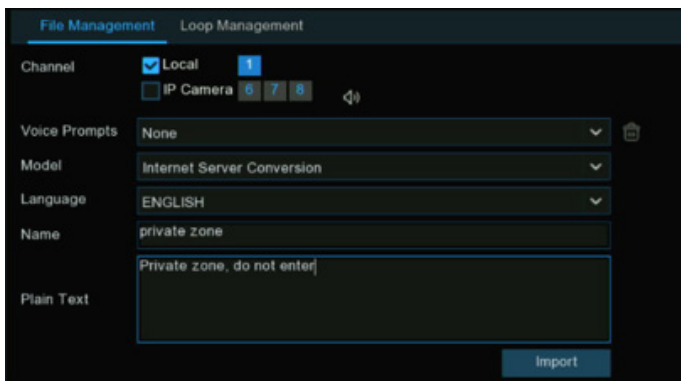 File Management Loop Management
Channel Local 1
IP Camera 6 7 8
Voice Prompts None
Model Internet Server Conversion
Language ENGLISH
Name private zone
Private zone, do not enter
Plain Text
Import